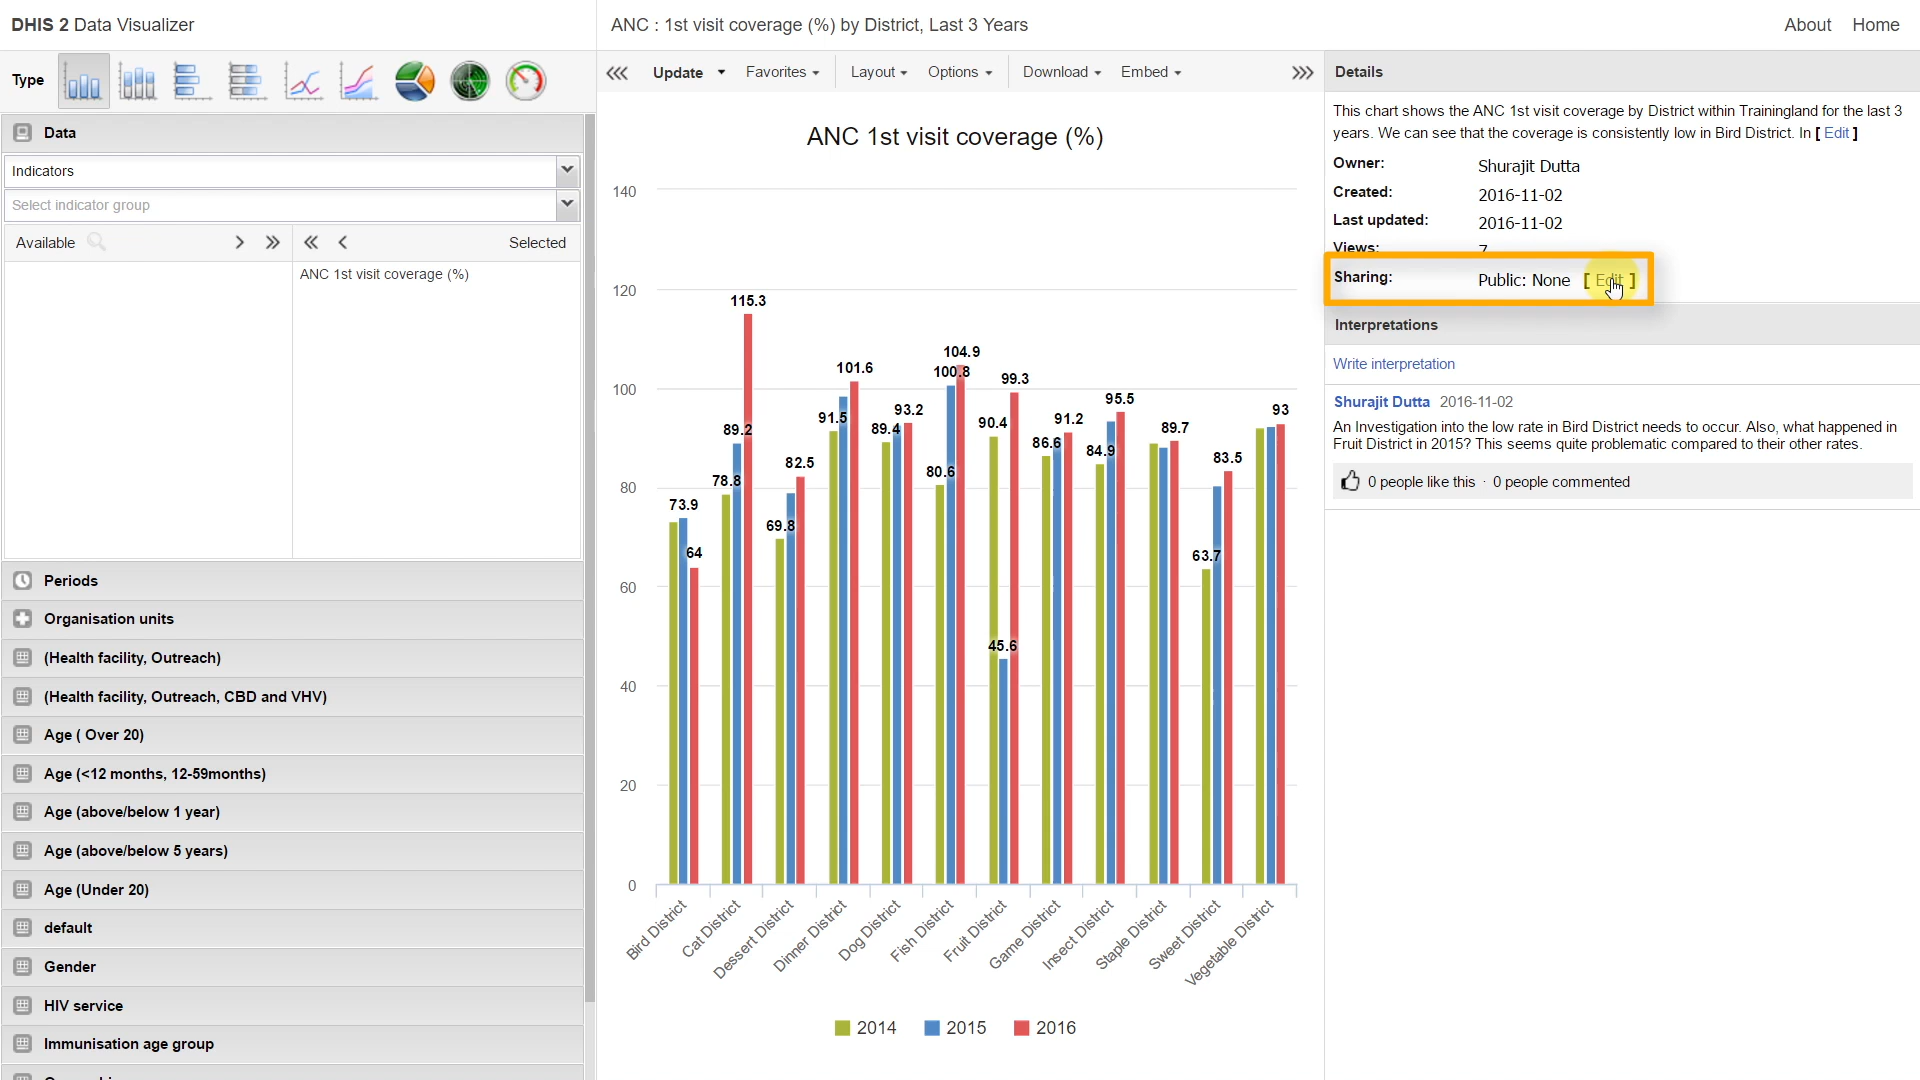 DHIS 2 Data Visualizer
ANC : 1st visit coverage (%) by District, Last 3 Years
About Home
Type
Update Favorites Layout Options Download Embed
Details
Data
Indicators
Select indicator group
Available
Selected
ANC 1st visit coverage (%)
Periods
Organisation units
(Health facility, Outreach)
(Health facility, Outreach, CBD and VHV)
Age ( Over 20)
Age (<12 months, 12-59months)
Age (above/below 1 year)
Age (above/below 5 years)
Age (Under 20)
default
Gender
HIV service
Immunisation age group
ANC 1st visit coverage (%)
140
120
100
80
60
40
20
0
73.9
64
78.8
89.2
115.3
69.8
82.5
91.5
101.6
89.4
93.2
80.6
100.8
104.9
90.4
45.6
99.3
86.6
91.2
84.9
95.5
89.7
63.7
83.5
93
Bird District
Cat District
Dessert District
Dinner District
Dog District
Fish District
Fruit District
Game District
Insect District
Staple District
Sweet District
Vegetable District
2014 2015 2016
This chart shows the ANC 1st visit coverage by District within Trainingland for the last 3
years. We can see that the coverage is consistently low in Bird District. In [ Edit ]
Owner: Shurajit Dutta
Created: 2016-11-02
Last updated: 2016-11-02
Views: 7
Sharing: Public: None [ Edit ]
Interpretations
Write interpretation
Shurajit Dutta 2016-11-02
An Investigation into the low rate in Bird District needs to occur. Also, what happened in
Fruit District in 2015? This seems quite problematic compared to their other rates.
0 people like this · 0 people commented